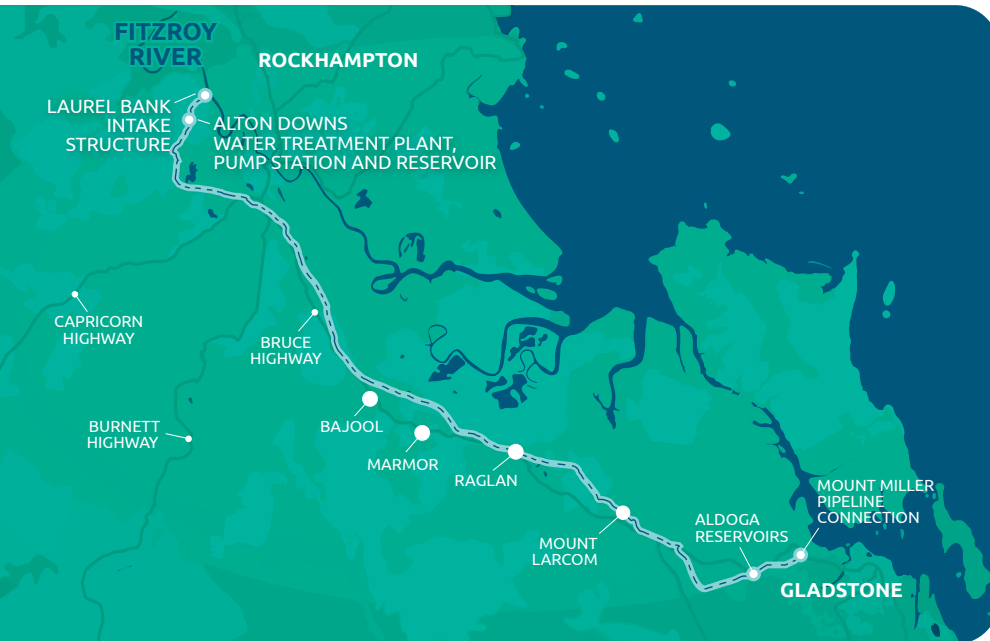 FITZROY
RIVER
ROCKHAMPTON
LAUREL BANK
INTAKE
STRUCTURE
ALTON DOWNS
WATER TREATMENT PLANT,
PUMP STATION AND RESERVOIR
CAPRICORN
HIGHWAY
BRUCE
HIGHWAY
BURNETT
HIGHWAY
BAJOOL
MARMOR
RAGLAN
MOUNT
LARCOM
ALDOGA
RESERVOIRS
MOUNT MILLER
PIPELINE
CONNECTION
GLADSTONE